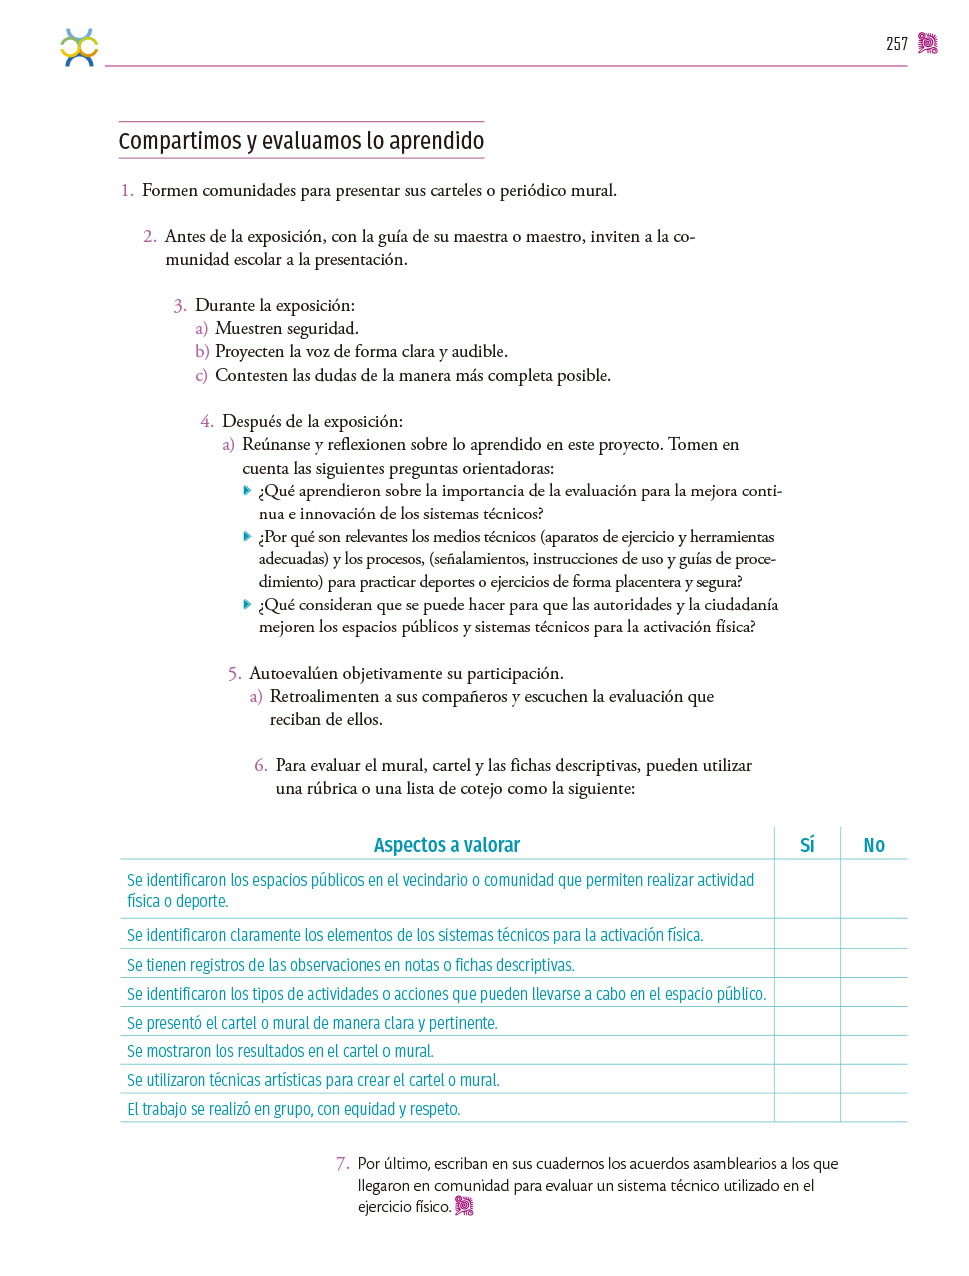 257
Compartimos y evaluamos lo aprendido
1. Formen comunidades para presentar sus carteles o periódico mural.
2. Antes de la exposición, con la guía de su maestra o maestro, inviten a la co-
munidad escolar a la presentación.
3. Durante la exposición:
a) Muestren seguridad.
b) Proyecten la voz de forma clara y audible.
c) Contesten las dudas de la manera más completa posible.
4. Después de la exposición:
a) Reúnanse y reflexionen sobre lo aprendido en este proyecto. Tomen en
cuenta las siguientes preguntas orientadoras:
¿Qué aprendieron sobre la importancia de la evaluación para la mejora conti-
nua e innovación de los sistemas técnicos?
¿Por qué son relevantes los medios técnicos (aparatos de ejercicio y herramientas
adecuadas) y los procesos, (señalamientos, instrucciones de uso y guías de proce-
dimiento) para practicar deportes o ejercicios de forma placentera y segura?
¿Qué consideran que se puede hacer para que las autoridades y la ciudadanía
mejoren los espacios públicos y sistemas técnicos para la activación física?
5. Autoevalúen objetivamente su participación.
a) Retroalimenten a sus compañeros y escuchen la evaluación que
reciban de ellos.
6. Para evaluar el mural, cartel y las fichas descriptivas, pueden utilizar
una rúbrica o una lista de cotejo como la siguiente:
Aspectos a valorar Sí No
Se identificaron los espacios públicos en el vecindario o comunidad que permiten realizar actividad
física o deporte.
Se identificaron claramente los elementos de los sistemas técnicos para la activación física.
Se tienen registros de las observaciones en notas o fichas descriptivas.
Se identificaron los tipos de actividades o acciones que pueden llevarse a cabo en el espacio público.
Se presentó el cartel o mural de manera clara y pertinente.
Se mostraron los resultados en el cartel o mural.
Se utilizaron técnicas artísticas para crear el cartel o mural.
El trabajo se realizó en grupo, con equidad y respeto.
7. Por último, escriban en sus cuadernos los acuerdos asamblearios a los que
llegaron en comunidad para evaluar un sistema técnico utilizado en el
ejercicio físico.